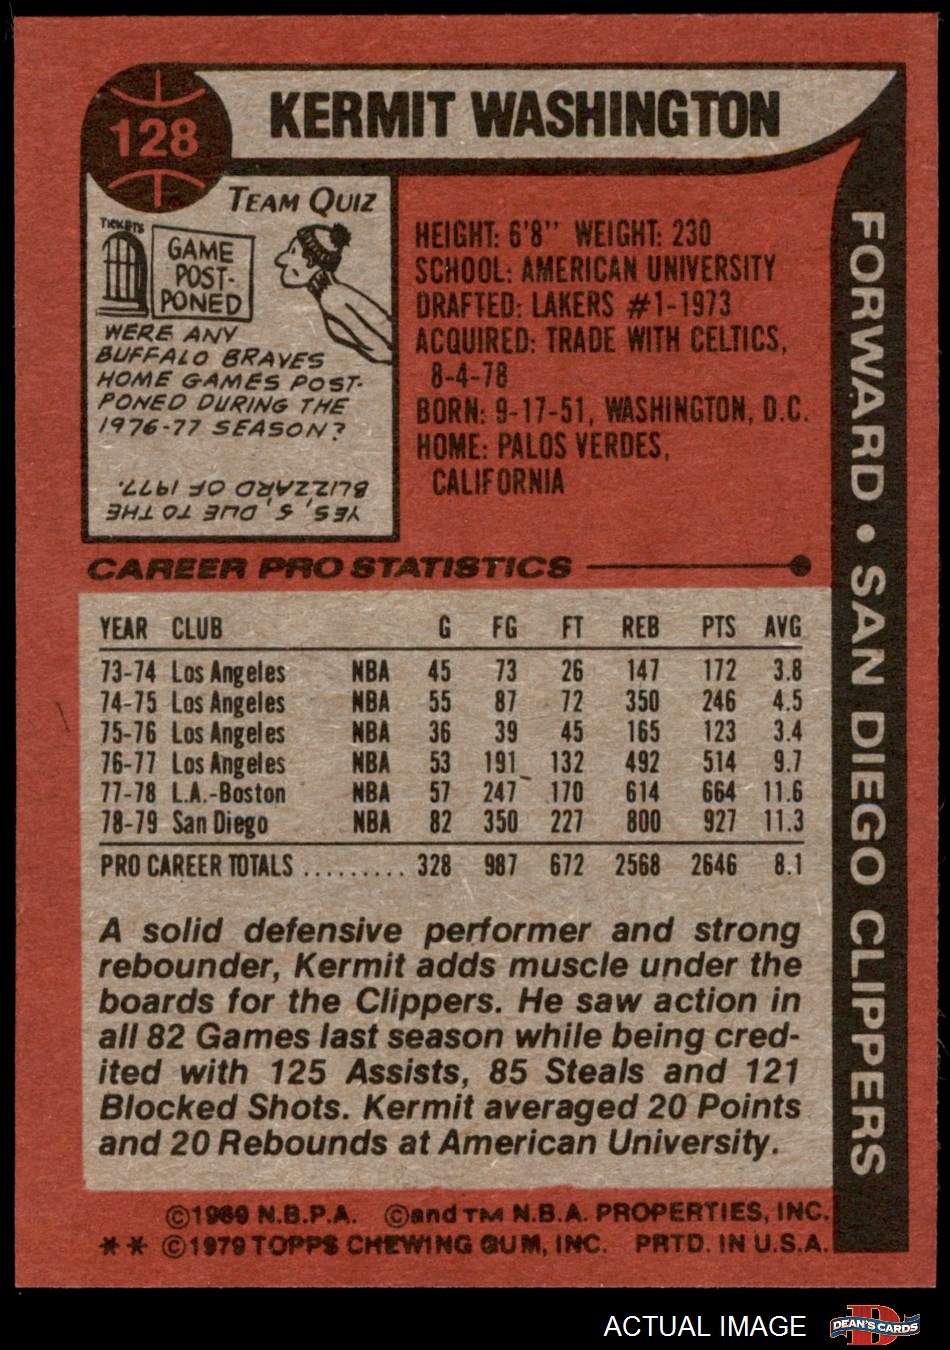 128
KERMIT WASHINGTON
TEAM QUIZ
TICKETS
GAME
POST-
PONED
WERE ANY
BUFFALO BRAVES
HOME GAMES POST-
PONED DURING THE
1976-77 SEASON?
YES, 5, DUE TO THE
BLIZZARD OF 1977.
HEIGHT: 6'8" WEIGHT: 230
SCHOOL: AMERICAN UNIVERSITY
DRAFTED: LAKERS #1-1973
ACQUIRED: TRADE WITH CELTICS,
8-4-78
BORN: 9-17-51, WASHINGTON, D.C.
HOME: PALOS VERDES,
CALIFORNIA
FORWARD • SAN DIEGO CLIPPERS
CAREER PRO STATISTICS
YEAR CLUB G FG FT REB PTS AVG
73-74 Los Angeles NBA 45 73 26 147 172 3.8
74-75 Los Angeles NBA 55 87 72 350 246 4.5
75-76 Los Angeles NBA 36 39 45 165 123 3.4
76-77 Los Angeles NBA 53 191 132 492 514 9.7
77-78 L.A.-Boston NBA 57 247 170 614 664 11.6
78-79 San Diego NBA 82 350 227 800 927 11.3
PRO CAREER TOTALS ......... 328 987 672 2568 2646 8.1
A solid defensive performer and strong
rebounder, Kermit adds muscle under the
boards for the Clippers. He saw action in
all 82 Games last season while being cred-
ited with 125 Assists, 85 Steals and 121
Blocked Shots. Kermit averaged 20 Points
and 20 Rebounds at American University.
©1969 N.B.P.A. ©and TM N.B.A. PROPERTIES, INC.
** ©1979 TOPPS CHEWING GUM, INC. PRTD. IN U.S.A.
ACTUAL IMAGE
DEAN'S CARDS